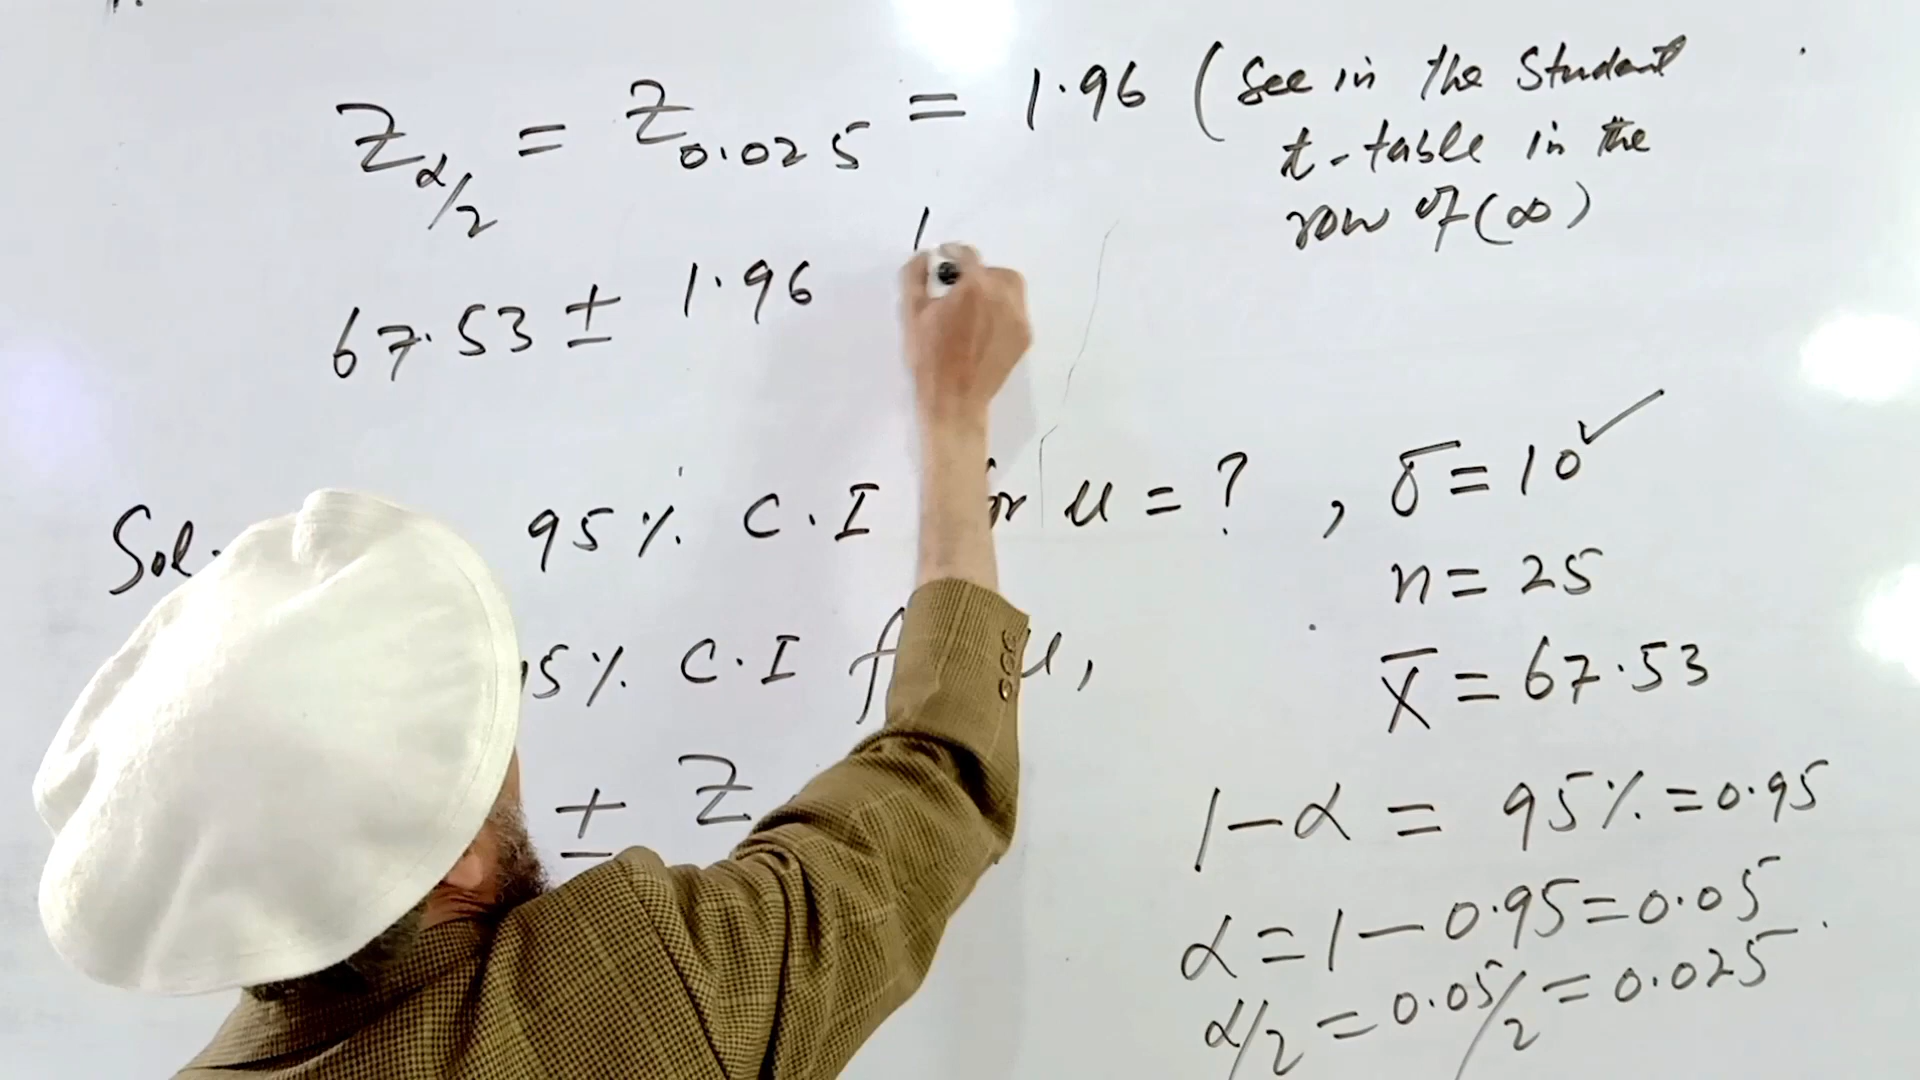 Z α/2 = Z 0.025 = 1.96 (See in the Student
t-table in the
row of (∞)
67.53 ± 1.96 1
Sol. 95% C.I μ = ? , σ = 10 ✓
n = 25
5% C.I μ,
X̄ = 67.53
± Z
1-α = 95% = 0.95
α = 1-0.95 = 0.05
α/2 = 0.05/2 = 0.025